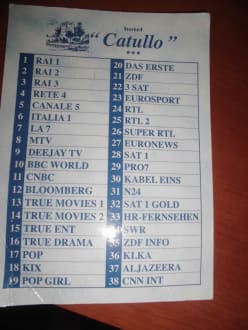 hotel
"Catullo"
***
1 RAI 1
2 RAI 2
3 RAI 3
4 RETE 4
5 CANALE 5
6 ITALIA 1
7 LA 7
8 MTV
9 DEEJAY TV
10 BBC WORLD
11 CNBC
12 BLOOMBERG
13 TRUE MOVIES 1
14 TRUE MOVIES 2
15 TRUE ENT
16 TRUE DRAMA
17 POP
18 KIX
19 POP GIRL
20 DAS ERSTE
21 ZDF
22 3 SAT
23 EUROSPORT
24 RTL
25 RTL 2
26 SUPER RTL
27 EURONEWS
28 SAT 1
29 PRO7
30 KABEL EINS
31 N24
32 SAT 1 GOLD
33 HR-FERNSEHEN
34 SWR
35 ZDF INFO
36 KI.KA
37 ALJAZEERA
38 CNN INT